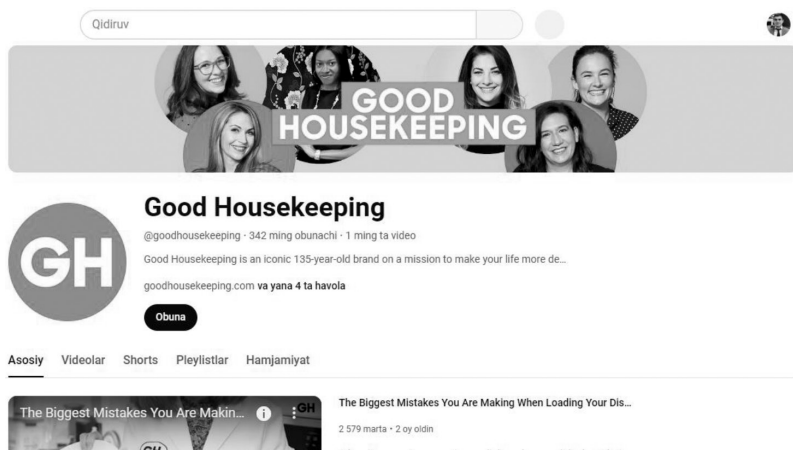 Qidiruv
GOOD
HOUSEKEEPING
GH
Good Housekeeping
@goodhousekeeping · 342 ming obunachi · 1 ming ta video
Good Housekeeping is an iconic 135-year-old brand on a mission to make your life more de...
goodhousekeeping.com va yana 4 ta havola
Obuna
Asosiy Videolar Shorts Pleylistlar Hamjamiyat
The Biggest Mistakes You Are Makin...
GH
GH
The Biggest Mistakes You Are Making When Loading Your Dis...
2 579 marta • 2 oy oldin